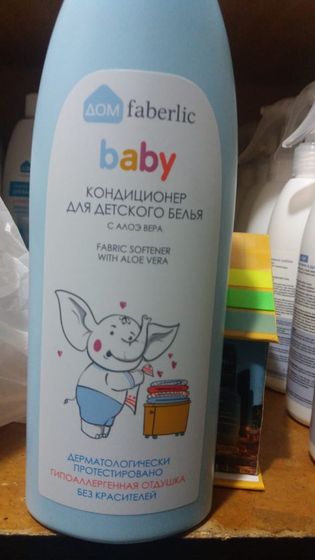 ДОМ faberlic
baby
КОНДИЦИОНЕР
ДЛЯ ДЕТСКОГО БЕЛЬЯ
С АЛОЭ ВЕРА
FABRIC SOFTENER
WITH ALOE VERA
ДЕРМАТОЛОГИЧЕСКИ
ПРОТЕСТИРОВАНО
ГИПОАЛЛЕРГЕННАЯ ОТДУШКА
БЕЗ КРАСИТЕЛЕЙ